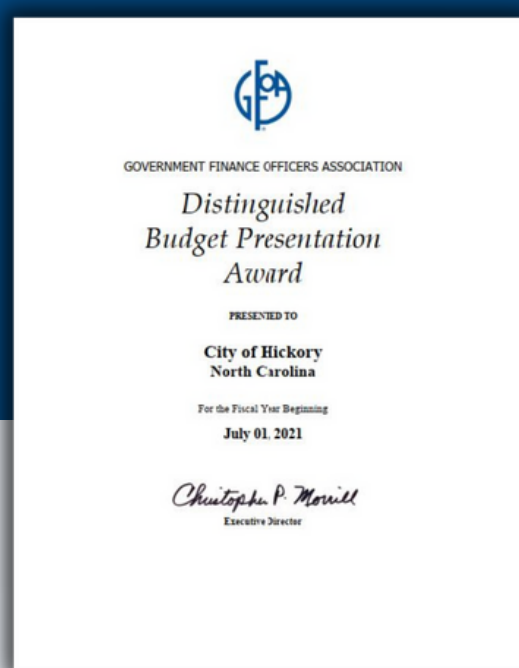 GFOA
GOVERNMENT FINANCE OFFICERS ASSOCIATION
Distinguished
Budget Presentation
Award
PRESENTED TO
City of Hickory
North Carolina
For the Fiscal Year Beginning
July 01, 2021
Christopher P. Morrill
Executive Director